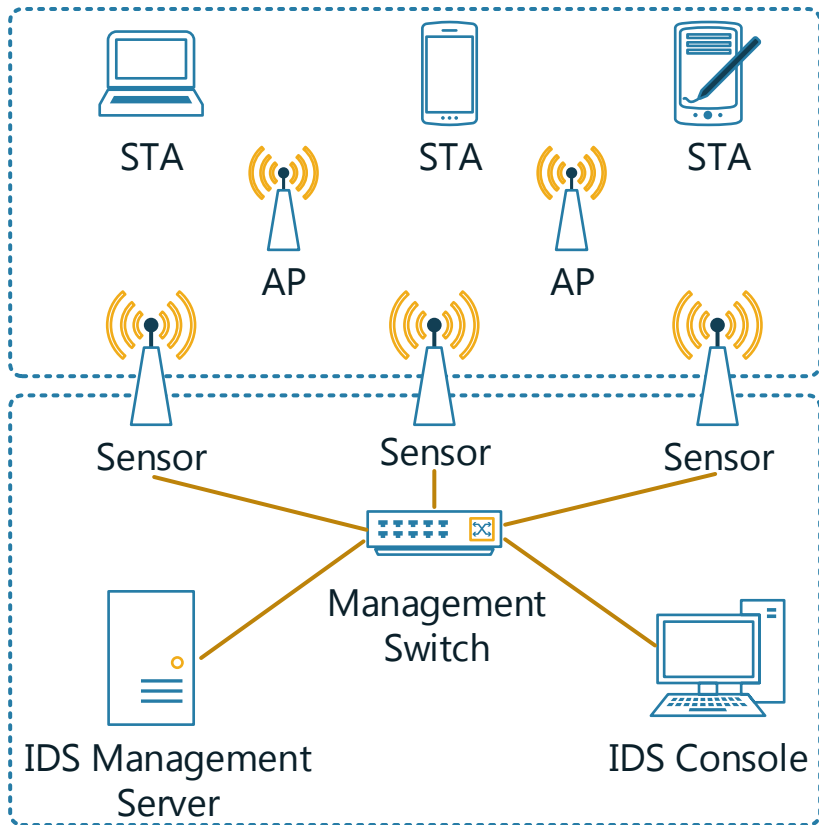 STA
STA
STA
AP
AP
Sensor
Sensor
Sensor
Management
Switch
IDS Management
Server
IDS Console